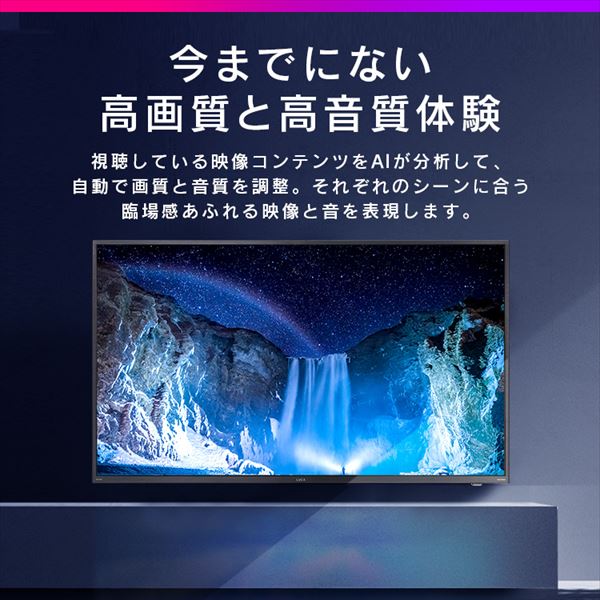 今までにない
高画質と高音質体験
視聴している映像コンテンツをAIが分析して、
自動で画質と音質を調整。それぞれのシーンに合う
臨場感あふれる映像と音を表現します。
LUCA